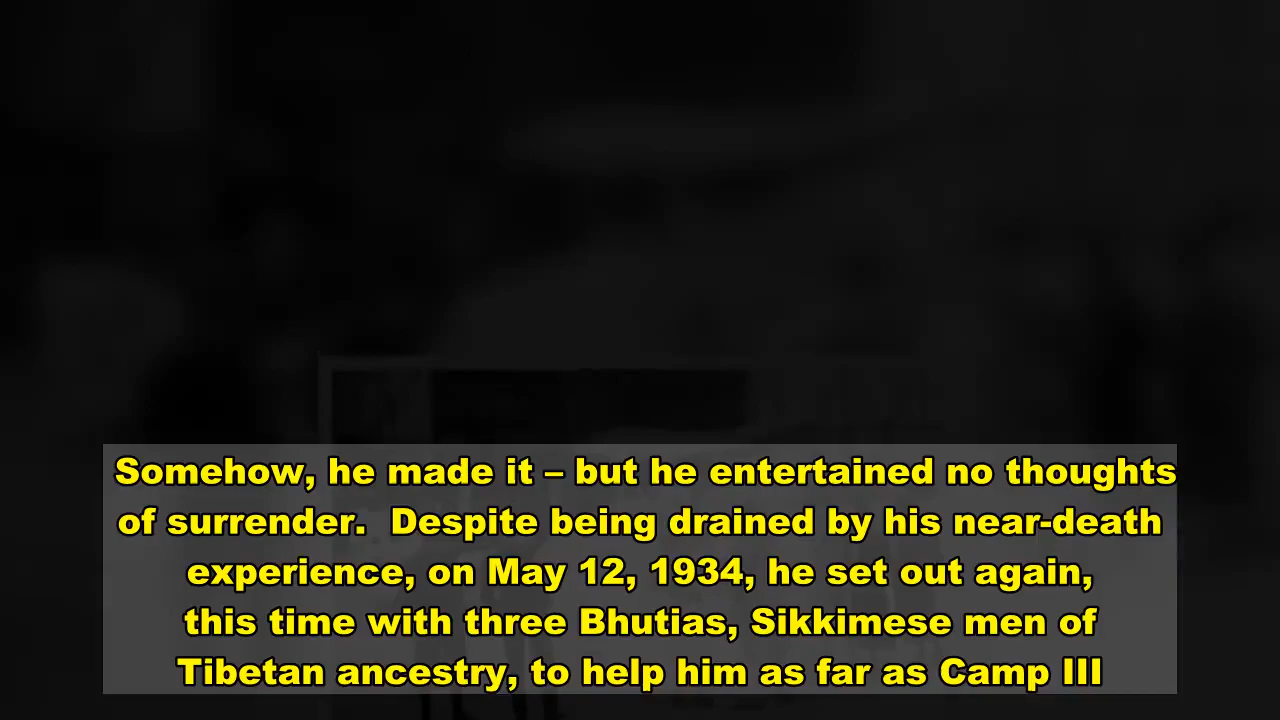 Somehow, he made it – but he entertained no thoughts
of surrender.  Despite being drained by his near-death
experience, on May 12, 1934, he set out again,
this time with three Bhutias, Sikkimese men of
Tibetan ancestry, to help him as far as Camp III